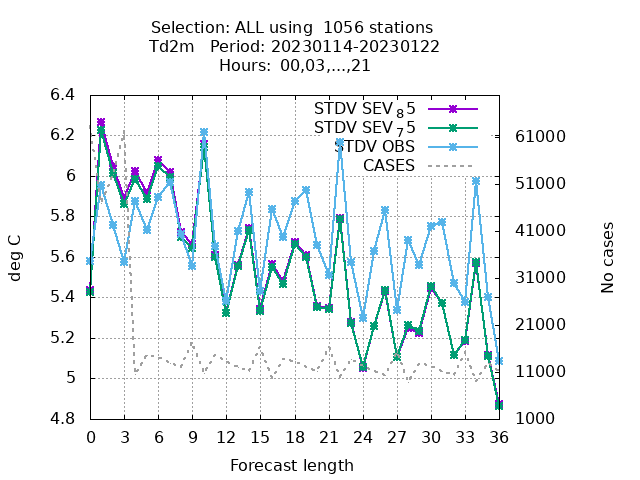 Selection: ALL using  1056 stations
Td2m   Period: 20230114-20230122
Hours:  00,03,...,21
STDV SEV 8 5
STDV SEV 7 5
STDV OBS
CASES
6.4
6.2
6
5.8
5.6
5.4
5.2
5
4.8
61000
51000
41000
31000
21000
11000
1000
deg C
No cases
0 3 6 9 12 15 18 21 24 27 30 33 36
Forecast length